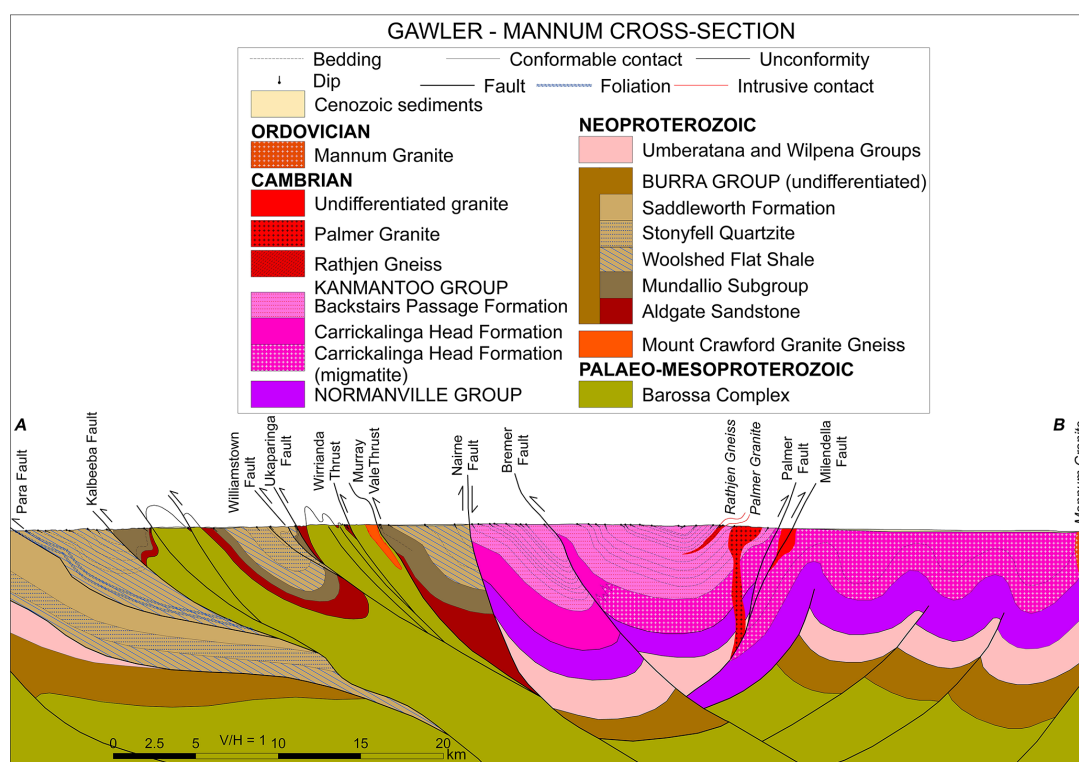 GAWLER - MANNUM CROSS-SECTION
Bedding
Conformable contact
Unconformity
Dip
Fault
Foliation
Intrusive contact
Cenozoic sediments
ORDOVICIAN
Mannum Granite
CAMBRIAN
Undifferentiated granite
Palmer Granite
Rathjen Gneiss
KANMANTOO GROUP
Backstairs Passage Formation
Carrickalinga Head Formation
Carrickalinga Head Formation
(migmatite)
NORMANVILLE GROUP
NEOPROTEROZOIC
Umberatana and Wilpena Groups
BURRA GROUP (undifferentiated)
Saddleworth Formation
Stonyfell Quartzite
Woolshed Flat Shale
Mundallio Subgroup
Aldgate Sandstone
Mount Crawford Granite Gneiss
PALAEO-MESOPROTEROZOIC
Barossa Complex
A
B
Para Fault
Kalbeeba Fault
Williamstown
Fault
Ukaparinga
Fault
Wirrianda
Thrust
Murray
ValeThrust
Nairne
Fault
Bremer
Fault
Rathjen Gneiss
Palmer Granite
Palmer
Fault
Milendella
Fault
Mannum Granite
V/H = 1
0 2.5 5 10 15 20
km